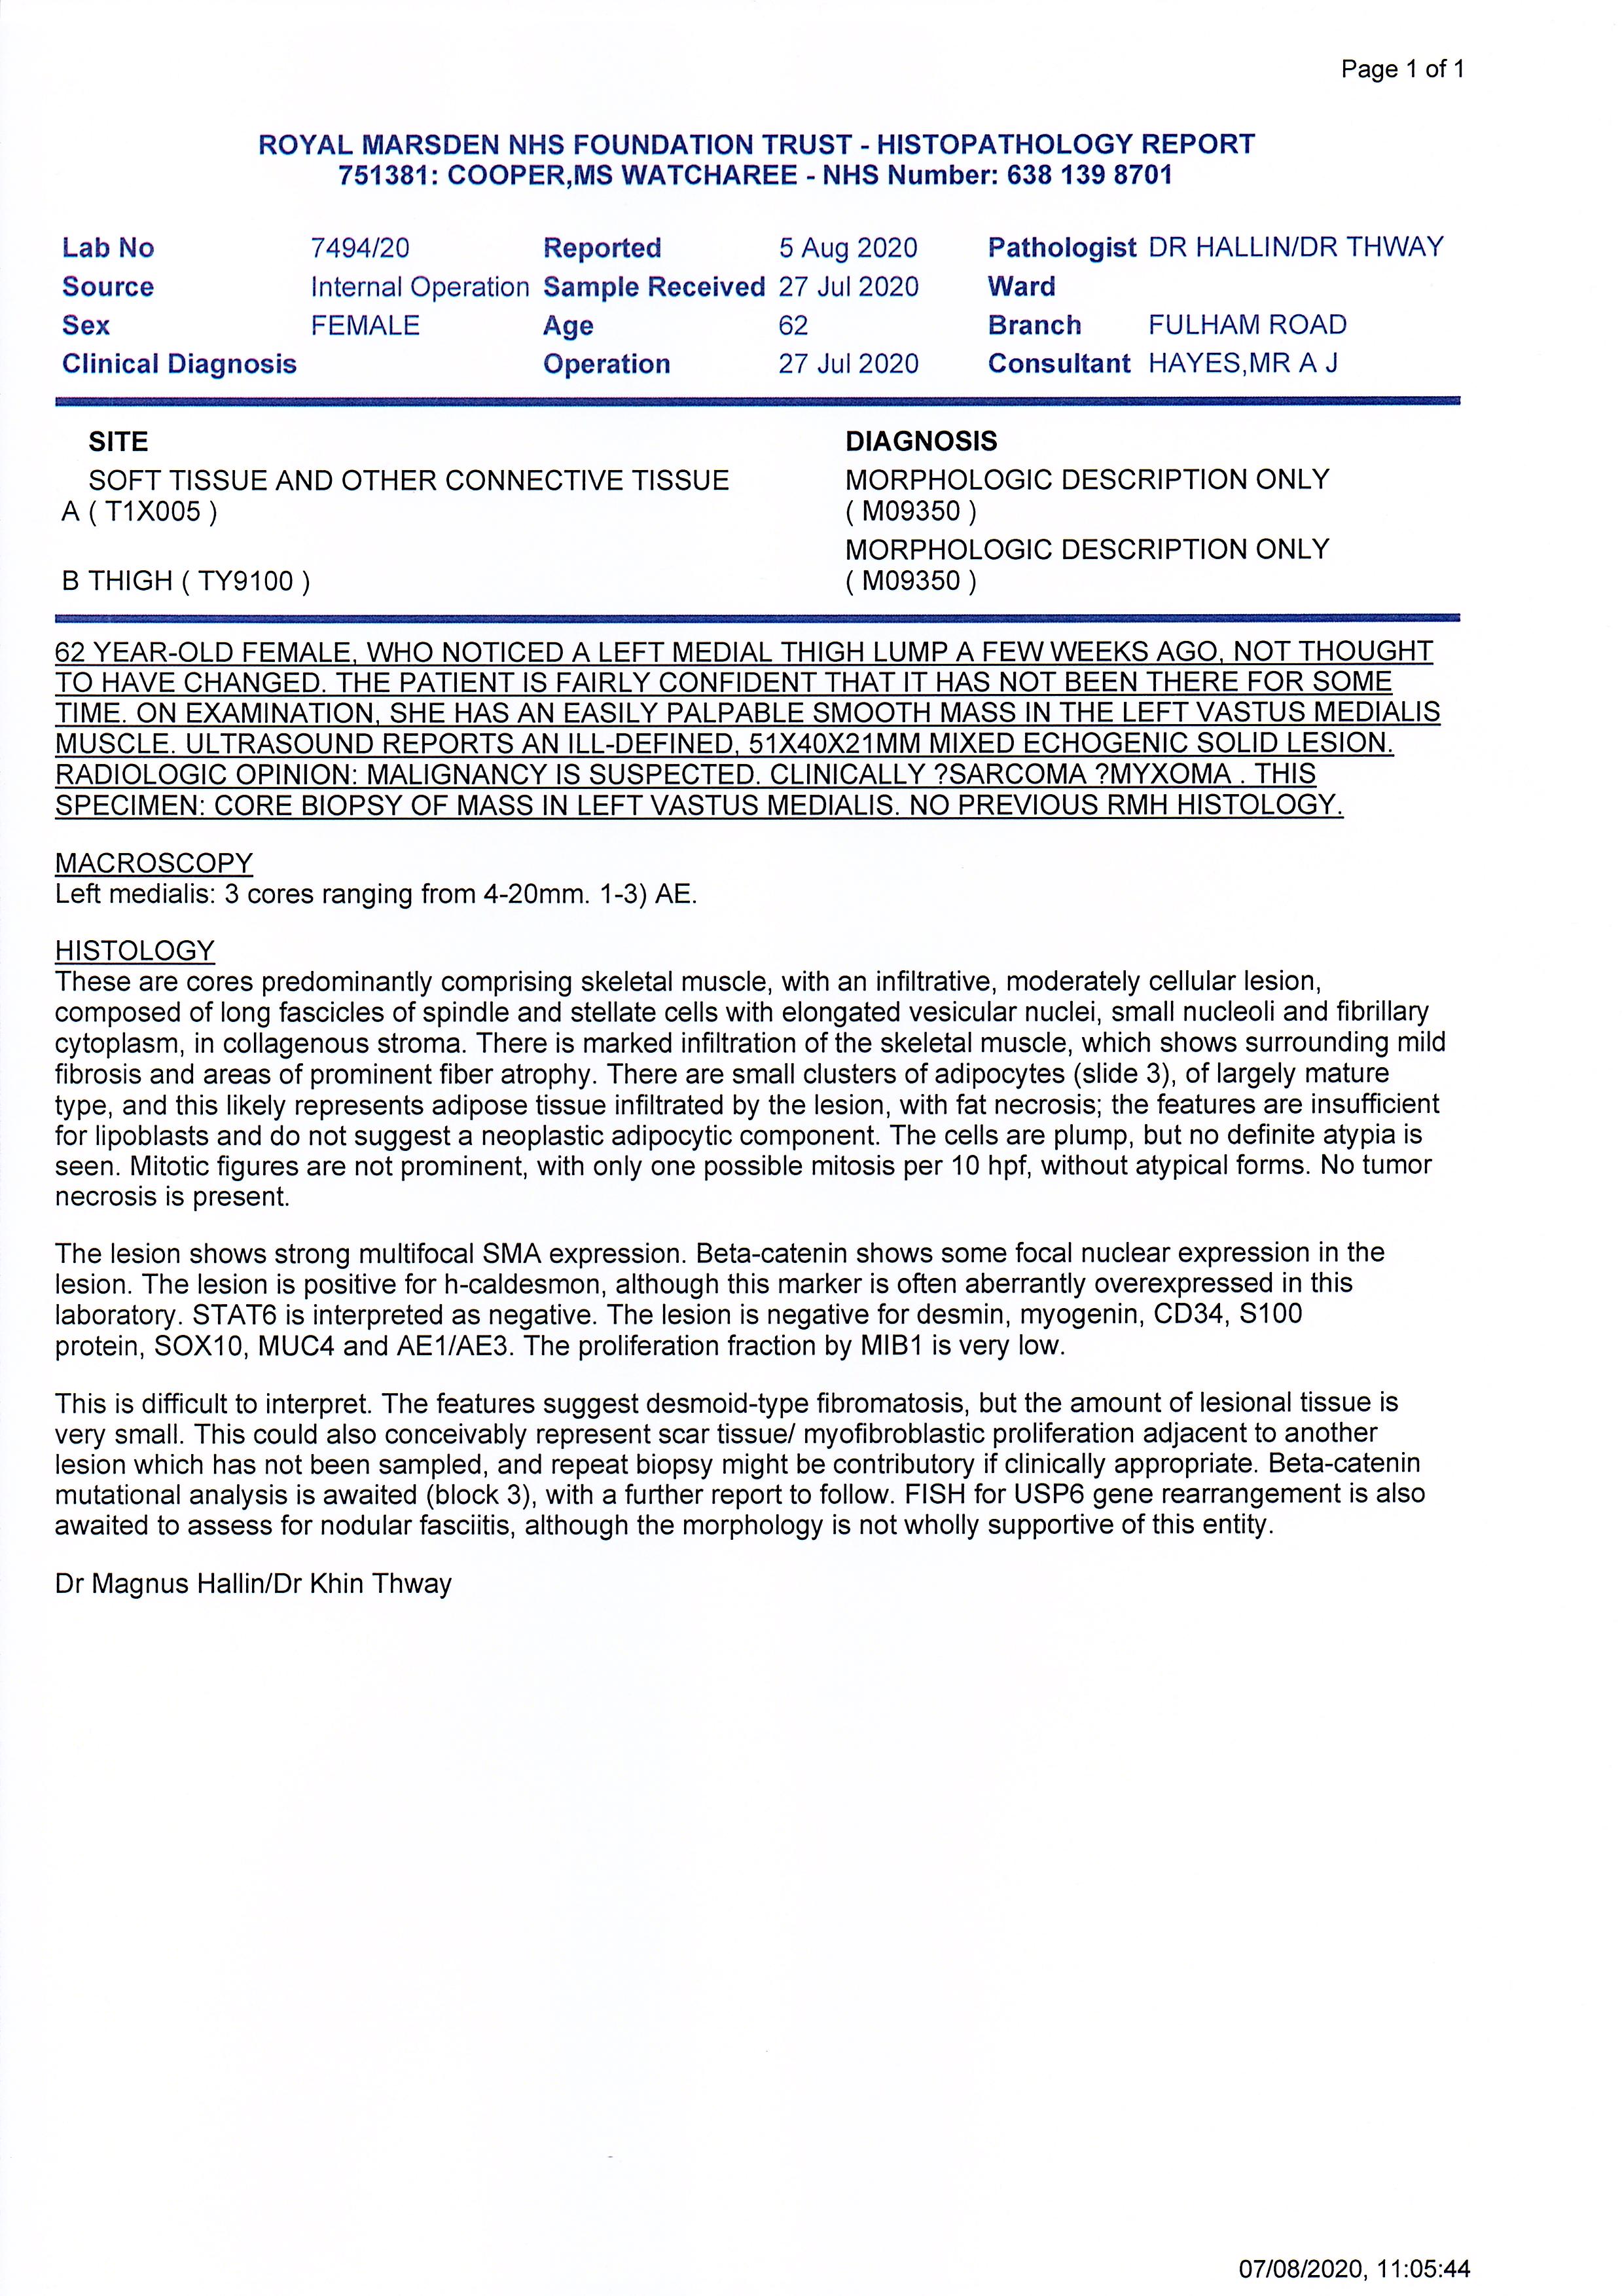 Page 1 of 1
ROYAL MARSDEN NHS FOUNDATION TRUST - HISTOPATHOLOGY REPORT
751381: COOPER,MS WATCHAREE - NHS Number: 638 139 8701
Lab No 7494/20 Reported 5 Aug 2020 Pathologist DR HALLIN/DR THWAY
Source Internal Operation Sample Received 27 Jul 2020 Ward
Sex FEMALE Age 62 Branch FULHAM ROAD
Clinical Diagnosis Operation 27 Jul 2020 Consultant HAYES,MR A J
SITE DIAGNOSIS
SOFT TISSUE AND OTHER CONNECTIVE TISSUE MORPHOLOGIC DESCRIPTION ONLY
A ( T1X005 ) ( M09350 )
MORPHOLOGIC DESCRIPTION ONLY
B THIGH ( TY9100 ) ( M09350 )
62 YEAR-OLD FEMALE, WHO NOTICED A LEFT MEDIAL THIGH LUMP A FEW WEEKS AGO, NOT THOUGHT
TO HAVE CHANGED. THE PATIENT IS FAIRLY CONFIDENT THAT IT HAS NOT BEEN THERE FOR SOME
TIME. ON EXAMINATION, SHE HAS AN EASILY PALPABLE SMOOTH MASS IN THE LEFT VASTUS MEDIALIS
MUSCLE. ULTRASOUND REPORTS AN ILL-DEFINED, 51X40X21MM MIXED ECHOGENIC SOLID LESION.
RADIOLOGIC OPINION: MALIGNANCY IS SUSPECTED. CLINICALLY ?SARCOMA ?MYXOMA . THIS
SPECIMEN: CORE BIOPSY OF MASS IN LEFT VASTUS MEDIALIS. NO PREVIOUS RMH HISTOLOGY.
MACROSCOPY
Left medialis: 3 cores ranging from 4-20mm. 1-3) AE.
HISTOLOGY
These are cores predominantly comprising skeletal muscle, with an infiltrative, moderately cellular lesion,
composed of long fascicles of spindle and stellate cells with elongated vesicular nuclei, small nucleoli and fibrillary
cytoplasm, in collagenous stroma. There is marked infiltration of the skeletal muscle, which shows surrounding mild
fibrosis and areas of prominent fiber atrophy. There are small clusters of adipocytes (slide 3), of largely mature
type, and this likely represents adipose tissue infiltrated by the lesion, with fat necrosis; the features are insufficient
for lipoblasts and do not suggest a neoplastic adipocytic component. The cells are plump, but no definite atypia is
seen. Mitotic figures are not prominent, with only one possible mitosis per 10 hpf, without atypical forms. No tumor
necrosis is present.
The lesion shows strong multifocal SMA expression. Beta-catenin shows some focal nuclear expression in the
lesion. The lesion is positive for h-caldesmon, although this marker is often aberrantly overexpressed in this
laboratory. STAT6 is interpreted as negative. The lesion is negative for desmin, myogenin, CD34, S100
protein, SOX10, MUC4 and AE1/AE3. The proliferation fraction by MIB1 is very low.
This is difficult to interpret. The features suggest desmoid-type fibromatosis, but the amount of lesional tissue is
very small. This could also conceivably represent scar tissue/ myofibroblastic proliferation adjacent to another
lesion which has not been sampled, and repeat biopsy might be contributory if clinically appropriate. Beta-catenin
mutational analysis is awaited (block 3), with a further report to follow. FISH for USP6 gene rearrangement is also
awaited to assess for nodular fasciitis, although the morphology is not wholly supportive of this entity.
Dr Magnus Hallin/Dr Khin Thway
07/08/2020, 11:05:44